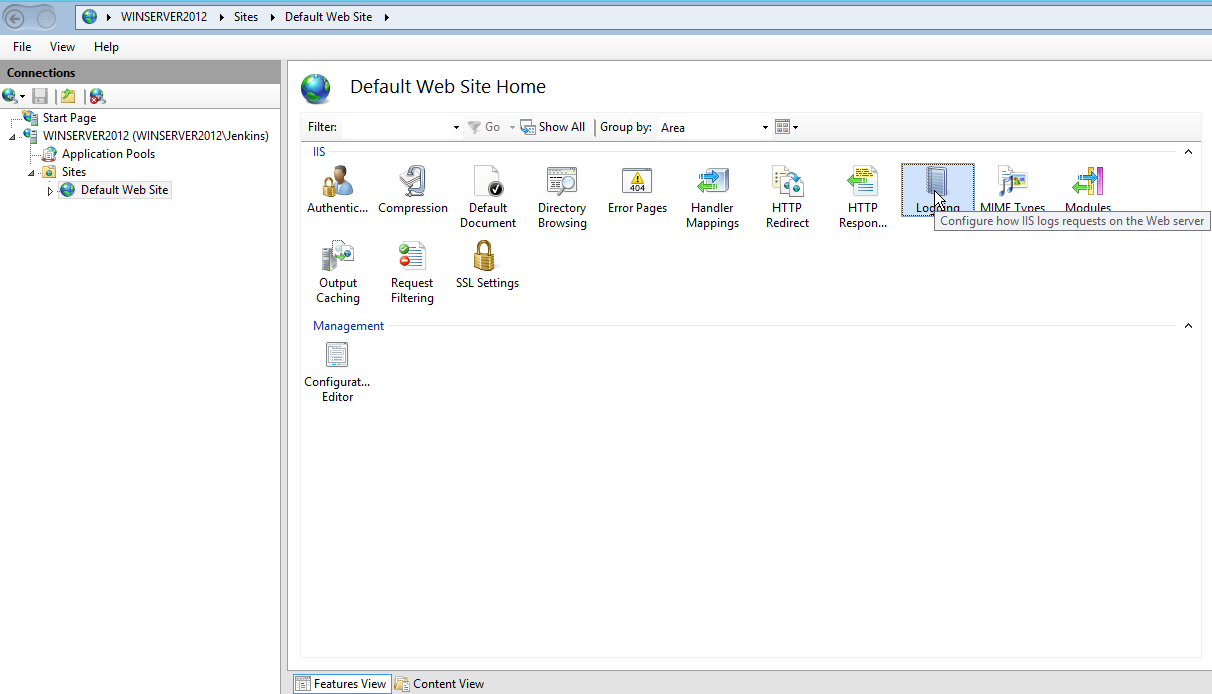 WINSERVER2012 Sites Default Web Site
File View Help
Connections
Start Page
WINSERVER2012 (WINSERVER2012\Jenkins)
Application Pools
Sites
Default Web Site
Default Web Site Home
Filter: Go Show All Group by: Area
IIS
Authentic... Compression Default Document Directory Browsing Error Pages Handler Mappings HTTP Redirect HTTP Respon... Logging MIME Types Modules
Configure how IIS logs requests on the Web server
Output Caching Request Filtering SSL Settings
Management
Configurat...
Editor
Features View Content View